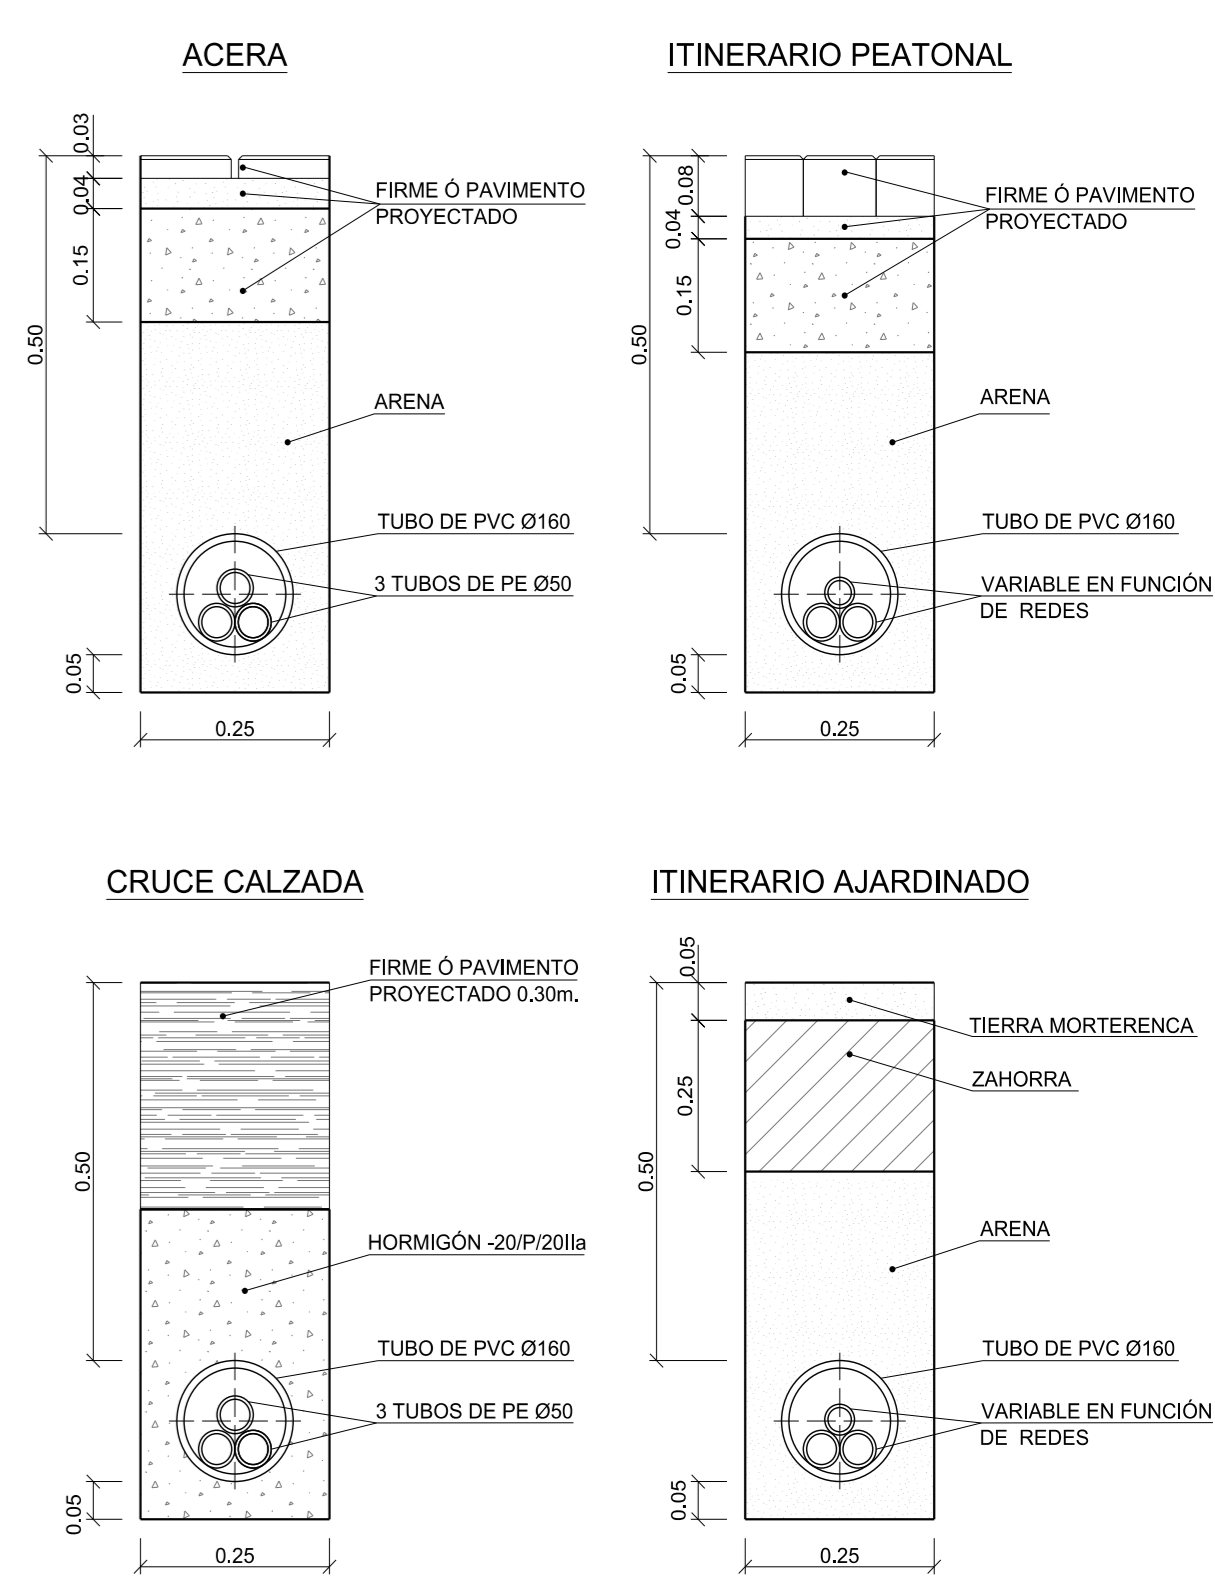 ACERA
0.03
0.04
0.15
0.50
FIRME Ó PAVIMENTO
PROYECTADO
ARENA
TUBO DE PVC Ø160
3 TUBOS DE PE Ø50
0.05
0.25
ITINERARIO PEATONAL
0.08
0.04
0.15
0.50
FIRME Ó PAVIMENTO
PROYECTADO
ARENA
TUBO DE PVC Ø160
VARIABLE EN FUNCIÓN
DE REDES
0.05
0.25
CRUCE CALZADA
FIRME Ó PAVIMENTO
PROYECTADO 0.30m.
0.50
HORMIGÓN -20/P/20IIa
TUBO DE PVC Ø160
3 TUBOS DE PE Ø50
0.05
0.25
ITINERARIO AJARDINADO
0.05
TIERRA MORTERENCA
ZAHORRA
0.25
0.50
ARENA
TUBO DE PVC Ø160
VARIABLE EN FUNCIÓN
DE REDES
0.05
0.25